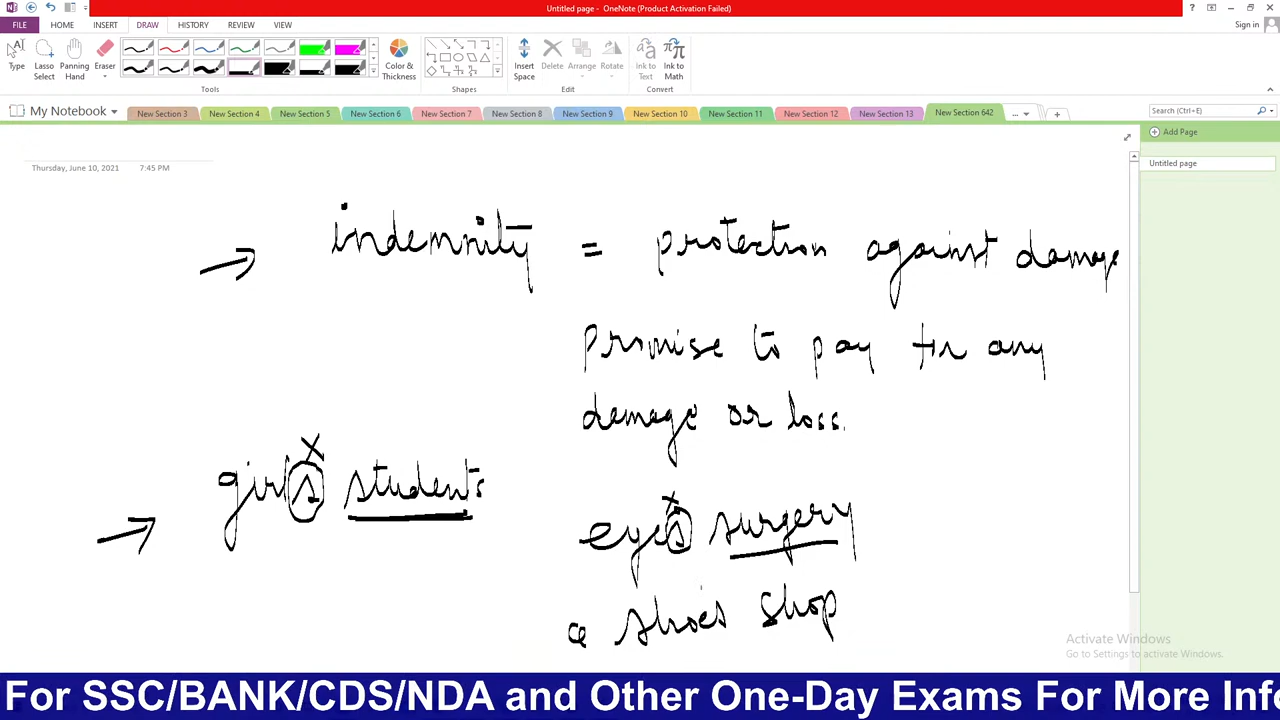 Untitled page - OneNote (Product Activation Failed)
FILE HOME INSERT DRAW HISTORY REVIEW VIEW
Sign in
Type Lasso Select Panning Hand Eraser Color & Thickness Insert Space Delete Arrange Rotate Ink to Text Ink to Math
Tools Shapes Edit Convert
My Notebook New Section 3 New Section 4 New Section 5 New Section 6 New Section 7 New Section 8 New Section 9 New Section 10 New Section 11 New Section 12 New Section 13 New Section 642 ... Search (Ctrl+E)
Add Page
Untitled page
Thursday, June 10, 2021 7:45 PM
→ indemnity = protection against damage
Promise to pay for any
damage or loss.
→ girls students
eyes surgery
a shoes shop
Activate Windows
Go to Settings to activate Windows.
For SSC/BANK/CDS/NDA and Other One-Day Exams For More Info